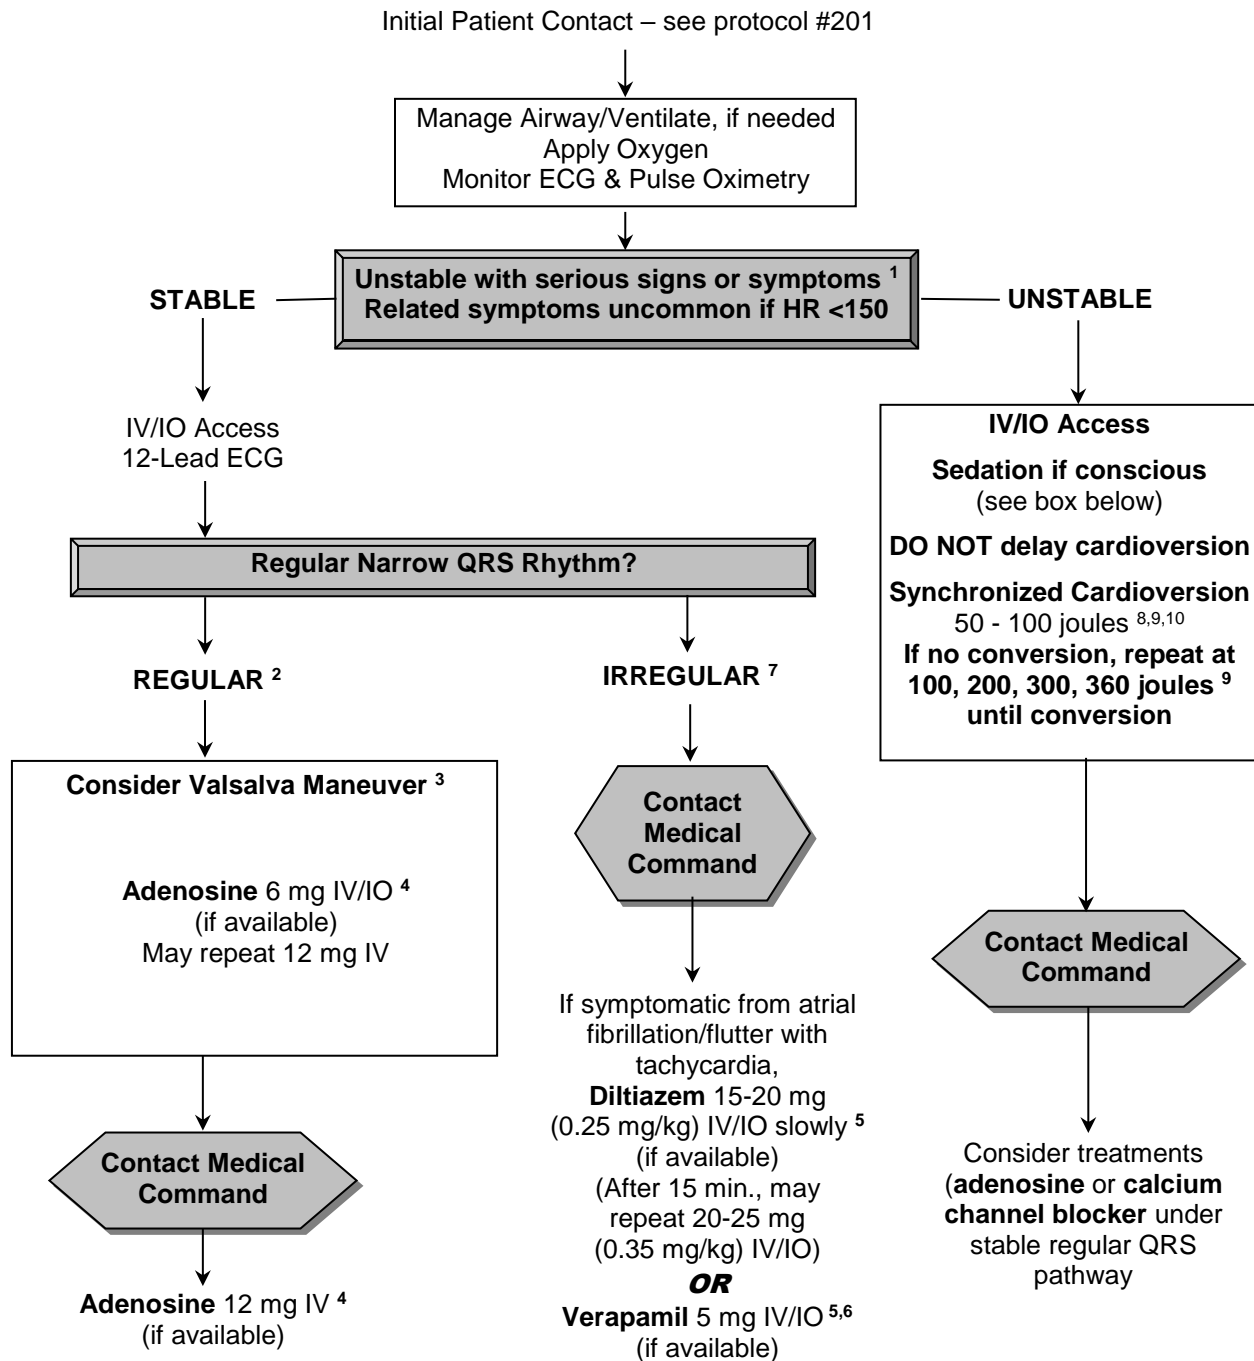 Initial Patient Contact – see protocol #201
Manage Airway/Ventilate, if needed
Apply Oxygen
Monitor ECG & Pulse Oximetry
Unstable with serious signs or symptoms 1
Related symptoms uncommon if HR <150
STABLE
UNSTABLE
IV/IO Access
12-Lead ECG
Regular Narrow QRS Rhythm?
REGULAR 2
Consider Valsalva Maneuver 3
Adenosine 6 mg IV/IO 4
(if available)
May repeat 12 mg IV
Contact Medical
Command
Adenosine 12 mg IV 4
(if available)
IRREGULAR 7
Contact
Medical
Command
If symptomatic from atrial
fibrillation/flutter with
tachycardia,
Diltiazem 15-20 mg
(0.25 mg/kg) IV/IO slowly 5
(if available)
(After 15 min., may
repeat 20-25 mg
(0.35 mg/kg) IV/IO)
OR
Verapamil 5 mg IV/IO 5,6
(if available)
IV/IO Access
Sedation if conscious
(see box below)
DO NOT delay cardioversion
Synchronized Cardioversion
50 - 100 joules 8,9,10
If no conversion, repeat at
100, 200, 300, 360 joules 9
until conversion
Contact Medical
Command
Consider treatments
(adenosine or calcium
channel blocker under
stable regular QRS
pathway